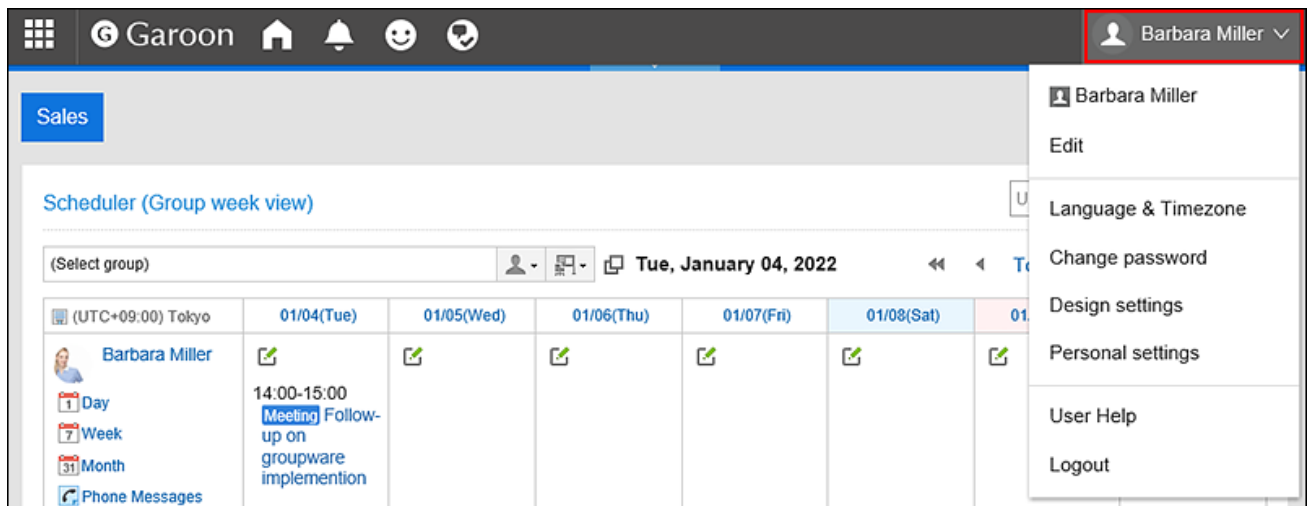 G Garoon
Barbara Miller
Barbara Miller
Edit
Language & Timezone
Change password
Design settings
Personal settings
User Help
Logout
Sales
Scheduler (Group week view)
U
(Select group)
Tue, January 04, 2022
(UTC+09:00) Tokyo
01/04(Tue)
01/05(Wed)
01/06(Thu)
01/07(Fri)
01/08(Sat)
Barbara Miller
1 Day
7 Week
31 Month
Phone Messages
14:00-15:00
Meeting Follow-
up on
groupware
implemention